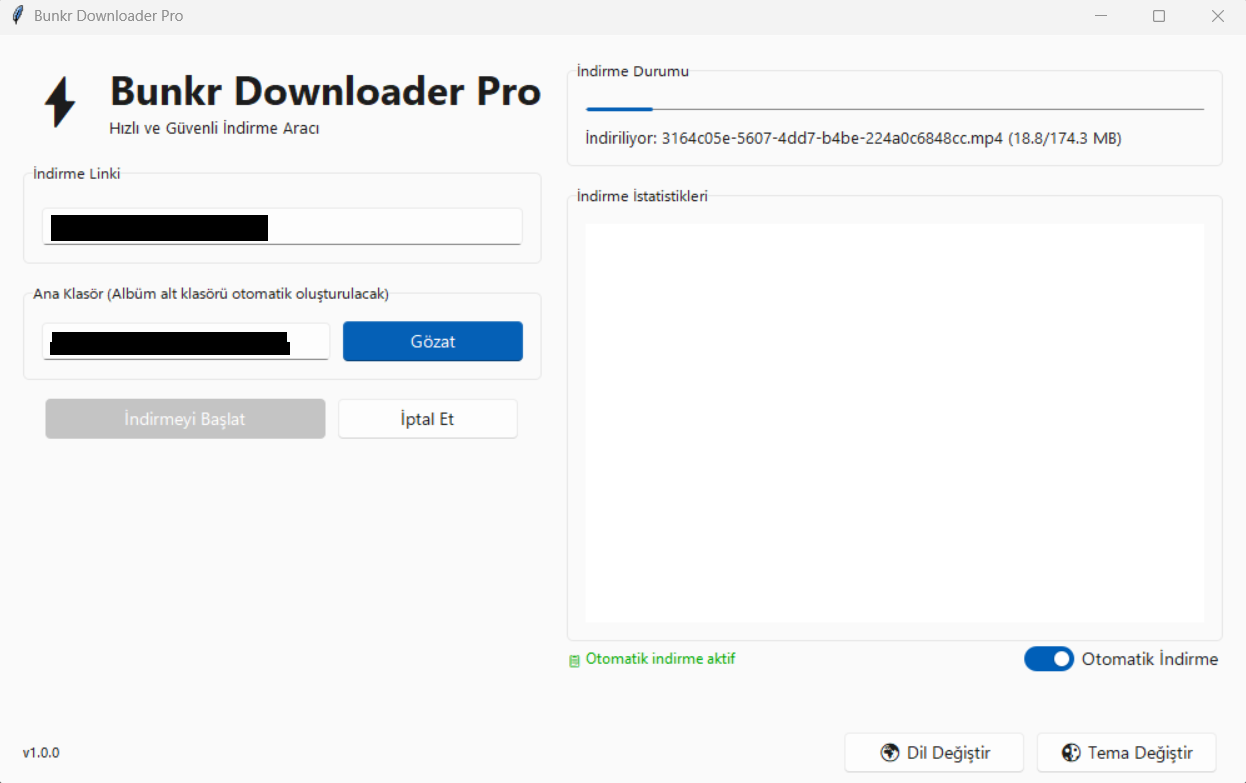 Bunkr Downloader Pro
Bunkr Downloader Pro
Hızlı ve Güvenli İndirme Aracı
İndirme Linki
Ana Klasör (Albüm alt klasörü otomatik oluşturulacak)
Gözat
İndirmeyi Başlat
İptal Et
İndirme Durumu
İndiriliyor: 3164c05e-5607-4dd7-b4be-224a0c6848cc.mp4 (18.8/174.3 MB)
İndirme İstatistikleri
Otomatik indirme aktif
Otomatik İndirme
v1.0.0
Dil Değiştir
Tema Değiştir